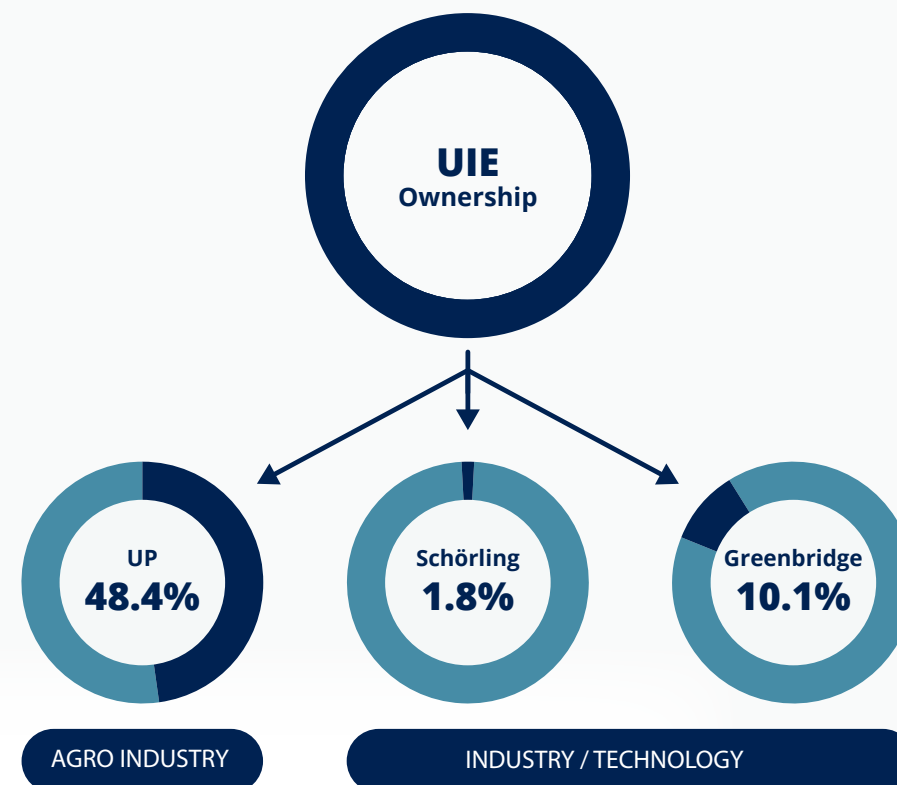 UIE
Ownership
UP
48.4%
Schörling
1.8%
Greenbridge
10.1%
AGRO INDUSTRY
INDUSTRY / TECHNOLOGY